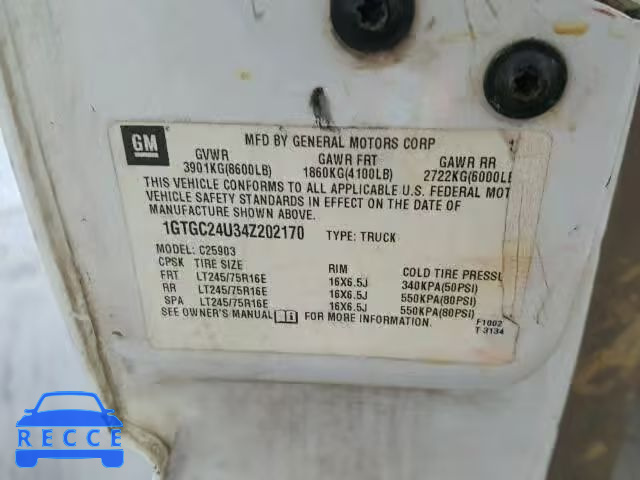 GM
MFD BY GENERAL MOTORS CORP
GVWR GAWR FRT GAWR RR
3901KG(8600LB) 1860KG(4100LB) 2722KG(6000LB
THIS VEHICLE CONFORMS TO ALL APPLICABLE U.S. FEDERAL MOT
VEHICLE SAFETY STANDARDS IN EFFECT ON THE DATE OF
MANUFACTURE SHOWN ABOVE.
1GTGC24U34Z202170 TYPE: TRUCK
MODEL: C25903
CPSK TIRE SIZE RIM COLD TIRE PRESSU
FRT LT245/75R16E 16X6.5J 340KPA(50PSI)
RR LT245/75R16E 16X6.5J 550KPA(80PSI)
SPA LT245/75R16E 16X6.5J 550KPA(80PSI)
SEE OWNER'S MANUAL FOR MORE INFORMATION.
F1002
T 3134
RECCE